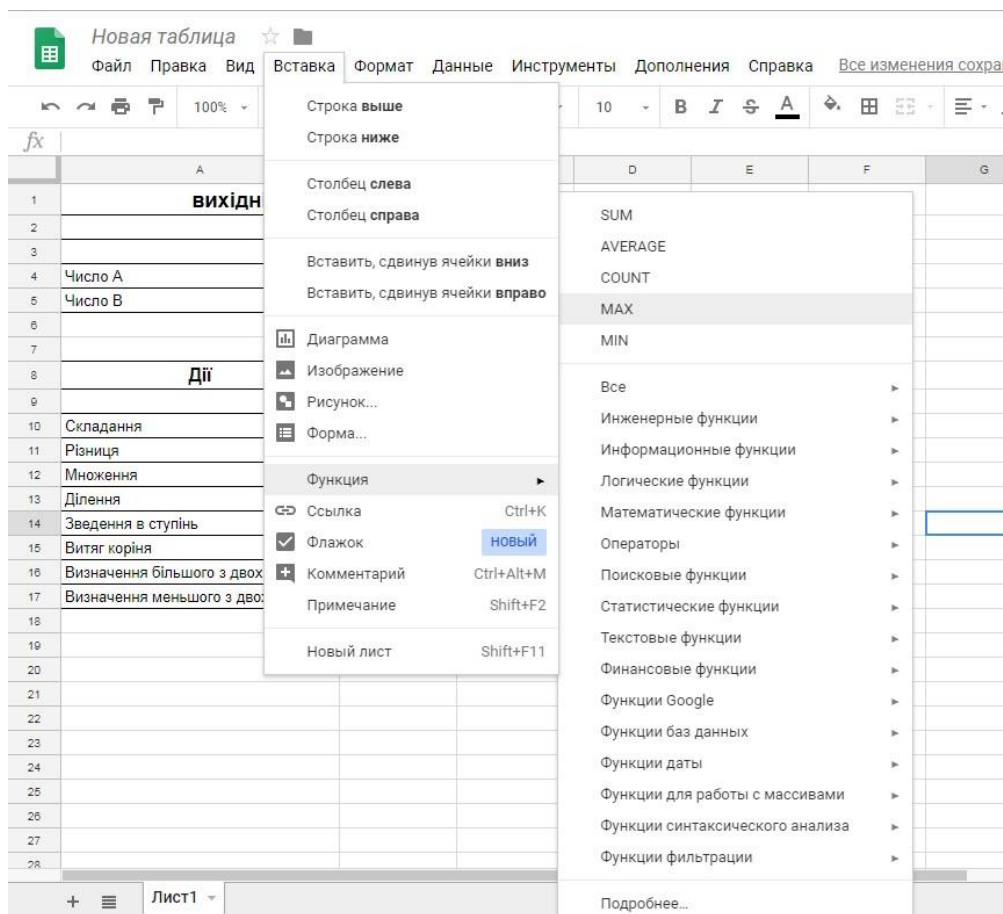 Новая таблица
Файл Правка Вид Вставка Формат Данные Инструменты Дополнения Справка Все изменения сохра
100% 10 B I S A
fx
A D E F G
Строка выше
Строка ниже
Столбец слева
Столбец справа
Вставить, сдвинув ячейки вниз
Вставить, сдвинув ячейки вправо
Диаграмма
Изображение
Рисунок...
Форма...
Функция
Ссылка Ctrl+K
Флажок НОВЫЙ
Комментарий Ctrl+Alt+M
Примечание Shift+F2
Новый лист Shift+F11
SUM
AVERAGE
COUNT
MAX
MIN
Все
Инженерные функции
Информационные функции
Логические функции
Математические функции
Операторы
Поисковые функции
Статистические функции
Текстовые функции
Финансовые функции
Функции Google
Функции баз данных
Функции даты
Функции для работы с массивами
Функции синтаксического анализа
Функции фильтрации
Подробнее...
1 вихідн
2
3
4 Число А
5 Число В
6
7
8 Дії
9
10 Складання
11 Різниця
12 Множення
13 Ділення
14 Зведення в ступінь
15 Витяг коріня
16 Визначення більшого з двох
17 Визначення меньшого з дво
18
19
20
21
22
23
24
25
26
27
28
Лист1